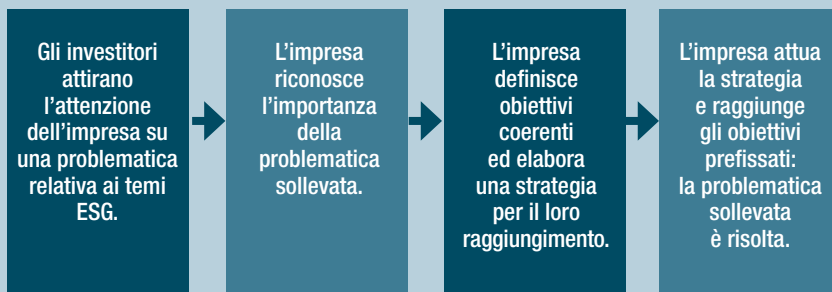 Gli investitori
attirano
l’attenzione
dell’impresa su
una problematica
relativa ai temi
ESG.
L’impresa
riconosce
l’importanza
della
problematica
sollevata.
L’impresa
definisce
obiettivi
coerenti
ed elabora
una strategia
per il loro
raggiungimento.
L’impresa attua
la strategia
e raggiunge
gli obiettivi
prefissati:
la problematica
sollevata
è risolta.